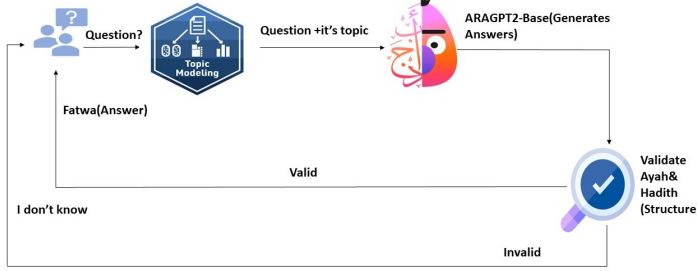 Question?
Topic
Modeling
Question +it's topic
ARAGPT2-Base(Generates
Answers)
Fatwa(Answer)
Valid
Validate
Ayah&
Hadith
(Structure
I don't know
Invalid